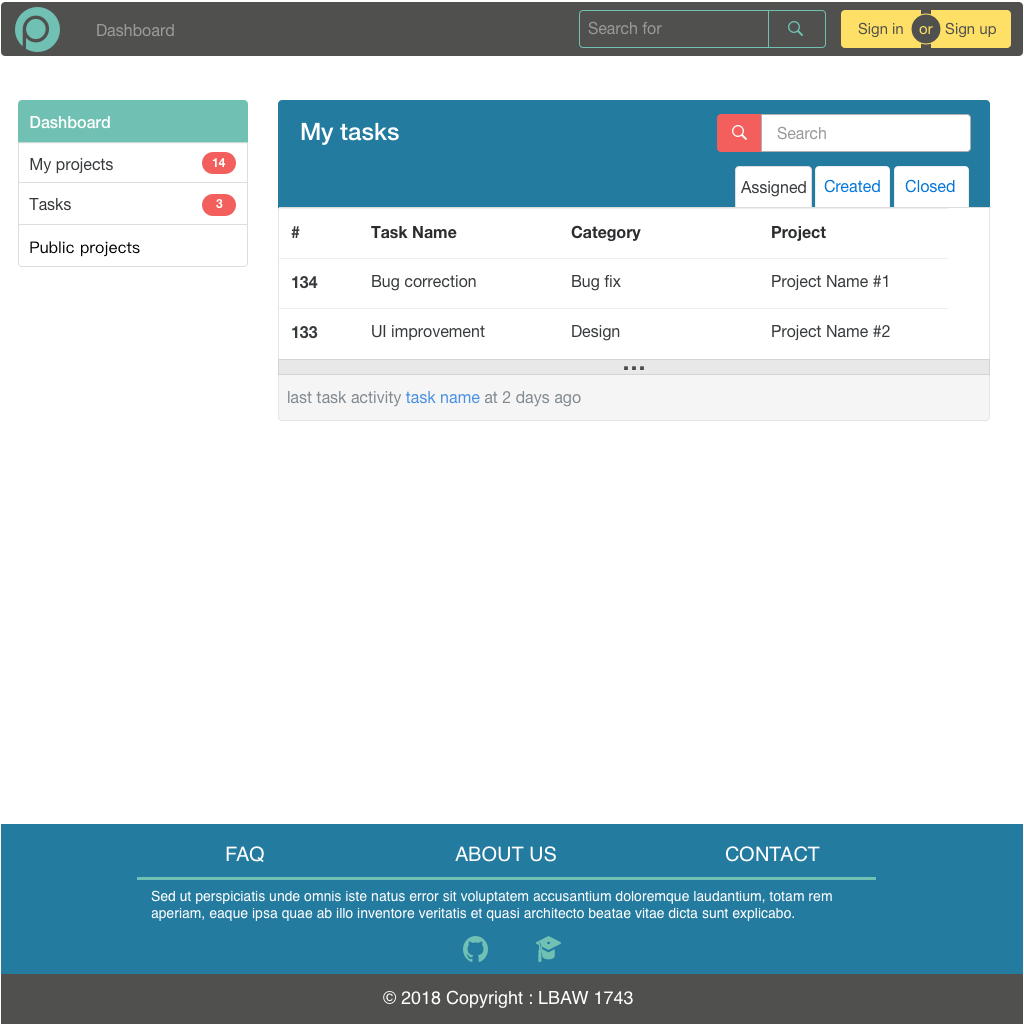 Dashboard
Search for
Sign in or Sign up
Dashboard
My projects 14
Tasks 3
Public projects
My tasks
Search
Assigned Created Closed
# Task Name Category Project
134 Bug correction Bug fix Project Name #1
133 UI improvement Design Project Name #2
...
last task activity task name at 2 days ago
FAQ ABOUT US CONTACT
Sed ut perspiciatis unde omnis iste natus error sit voluptatem accusantium doloremque laudantium, totam rem
aperiam, eaque ipsa quae ab illo inventore veritatis et quasi architecto beatae vitae dicta sunt explicabo.
© 2018 Copyright : LBAW 1743